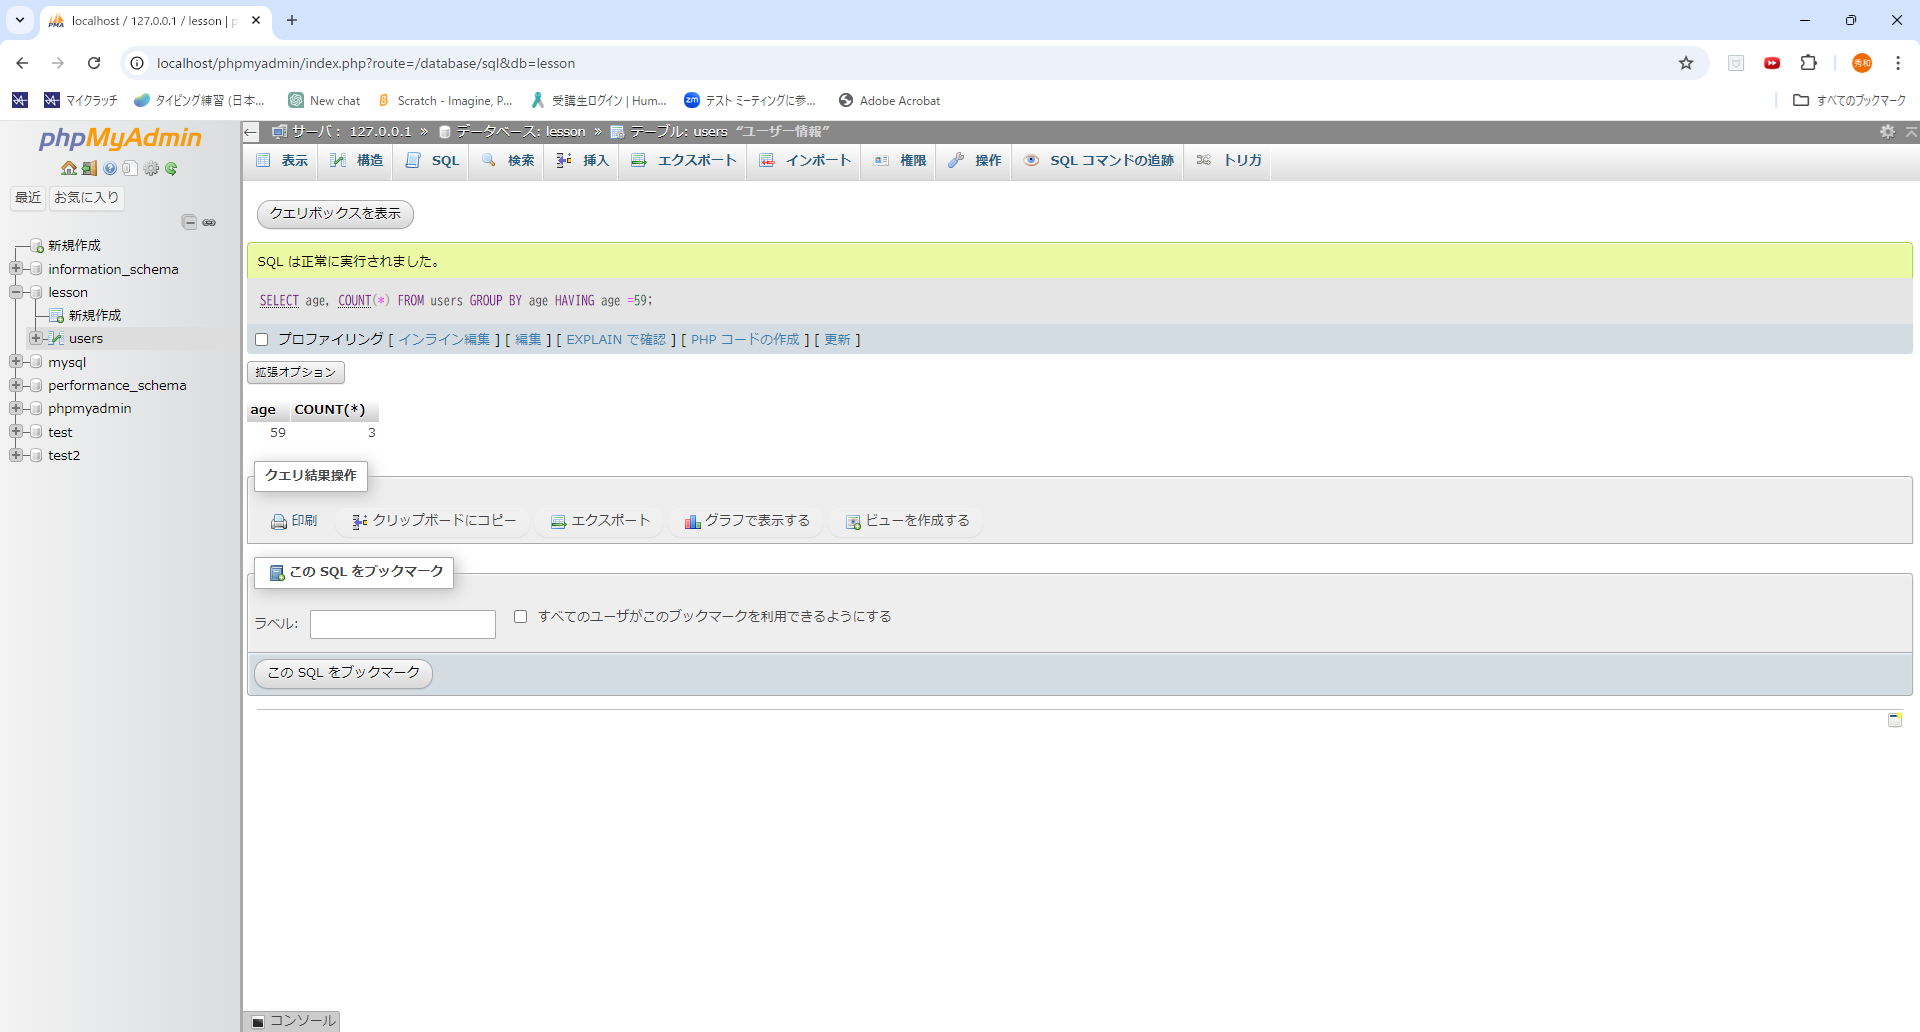 localhost / 127.0.0.1 / lesson | p
localhost/phpmyadmin/index.php?route=/database/sql&db=lesson
秀和
マイクラッチ
タイピング練習 (日本...
New chat
Scratch - Imagine, P...
受講生ログイン | Hum...
テスト ミーティングに参...
Adobe Acrobat
すべてのブックマーク
phpMyAdmin
最近
お気に入り
新規作成
information_schema
lesson
新規作成
users
mysql
performance_schema
phpmyadmin
test
test2
サーバ: 127.0.0.1 » データベース: lesson » テーブル: users "ユーザー情報"
表示
構造
SQL
検索
挿入
エクスポート
インポート
権限
操作
SQL コマンドの追跡
トリガ
クエリボックスを表示
SQL は正常に実行されました。
SELECT age, COUNT(*) FROM users GROUP BY age HAVING age =59;
プロファイリング [ インライン編集 ] [ 編集 ] [ EXPLAIN で確認 ] [ PHP コードの作成 ] [ 更新 ]
拡張オプション
age COUNT(*)
59 3
クエリ結果操作
印刷
クリップボードにコピー
エクスポート
グラフで表示する
ビューを作成する
この SQL をブックマーク
ラベル:
すべてのユーザがこのブックマークを利用できるようにする
この SQL をブックマーク
コンソール